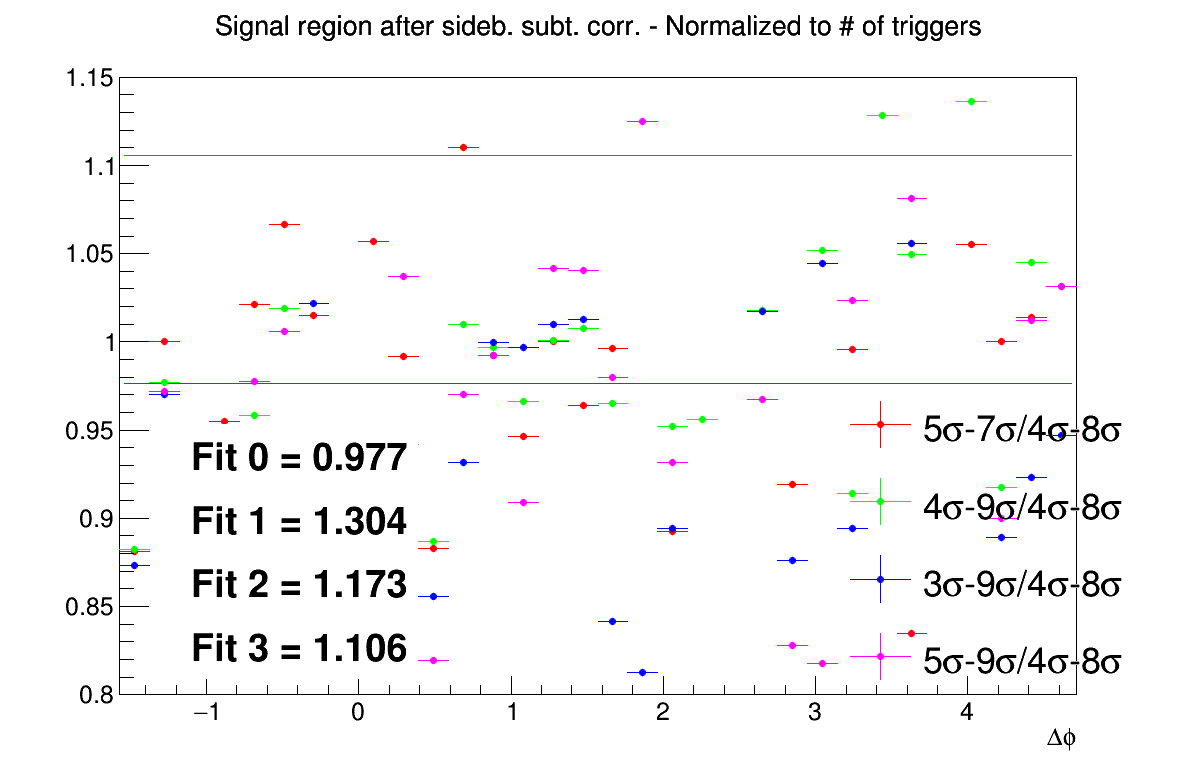 Signal region after sideb. subt. corr. - Normalized to # of triggers
1.15
1.1
1.05
1
0.95
0.9
0.85
0.8
Fit 0 = 0.977
Fit 1 = 1.304
Fit 2 = 1.173
Fit 3 = 1.106
5σ-7σ/4σ-8σ
4σ-9σ/4σ-8σ
3σ-9σ/4σ-8σ
5σ-9σ/4σ-8σ
−1 0 1 2 3 4
Δϕ